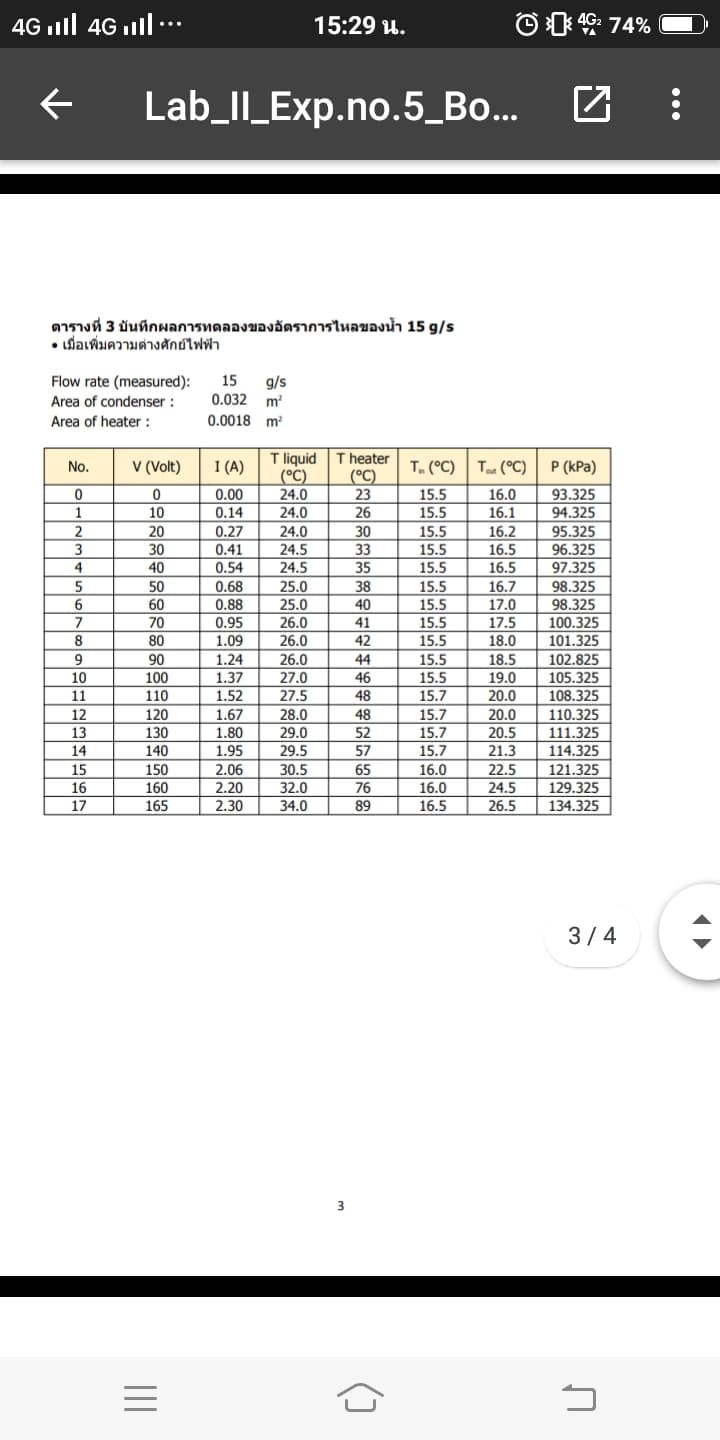 4G 4G ... 15:29 น. 4G2 74%
Lab_II_Exp.no.5_Bo...
ตารางที่ 3 บันทึกผลการทดลองของอัตราการไหลของน้ำ 15 g/s
• เมื่อเพิ่มความต่างศักย์ไฟฟ้า
Flow rate (measured): 15 g/s
Area of condenser : 0.032 m²
Area of heater : 0.0018 m²
No. V (Volt) I (A) T liquid (°C) T heater (°C) Tin (°C) Tout (°C) P (kPa)
0 0 0.00 24.0 23 15.5 16.0 93.325
1 10 0.14 24.0 26 15.5 16.1 94.325
2 20 0.27 24.0 30 15.5 16.2 95.325
3 30 0.41 24.5 33 15.5 16.5 96.325
4 40 0.54 24.5 35 15.5 16.5 97.325
5 50 0.68 25.0 38 15.5 16.7 98.325
6 60 0.88 25.0 40 15.5 17.0 98.325
7 70 0.95 26.0 41 15.5 17.5 100.325
8 80 1.09 26.0 42 15.5 18.0 101.325
9 90 1.24 26.0 44 15.5 18.5 102.825
10 100 1.37 27.0 46 15.5 19.0 105.325
11 110 1.52 27.5 48 15.7 20.0 108.325
12 120 1.67 28.0 48 15.7 20.0 110.325
13 130 1.80 29.0 52 15.7 20.5 111.325
14 140 1.95 29.5 57 15.7 21.3 114.325
15 150 2.06 30.5 65 16.0 22.5 121.325
16 160 2.20 32.0 76 16.0 24.5 129.325
17 165 2.30 34.0 89 16.5 26.5 134.325
3 / 4
3